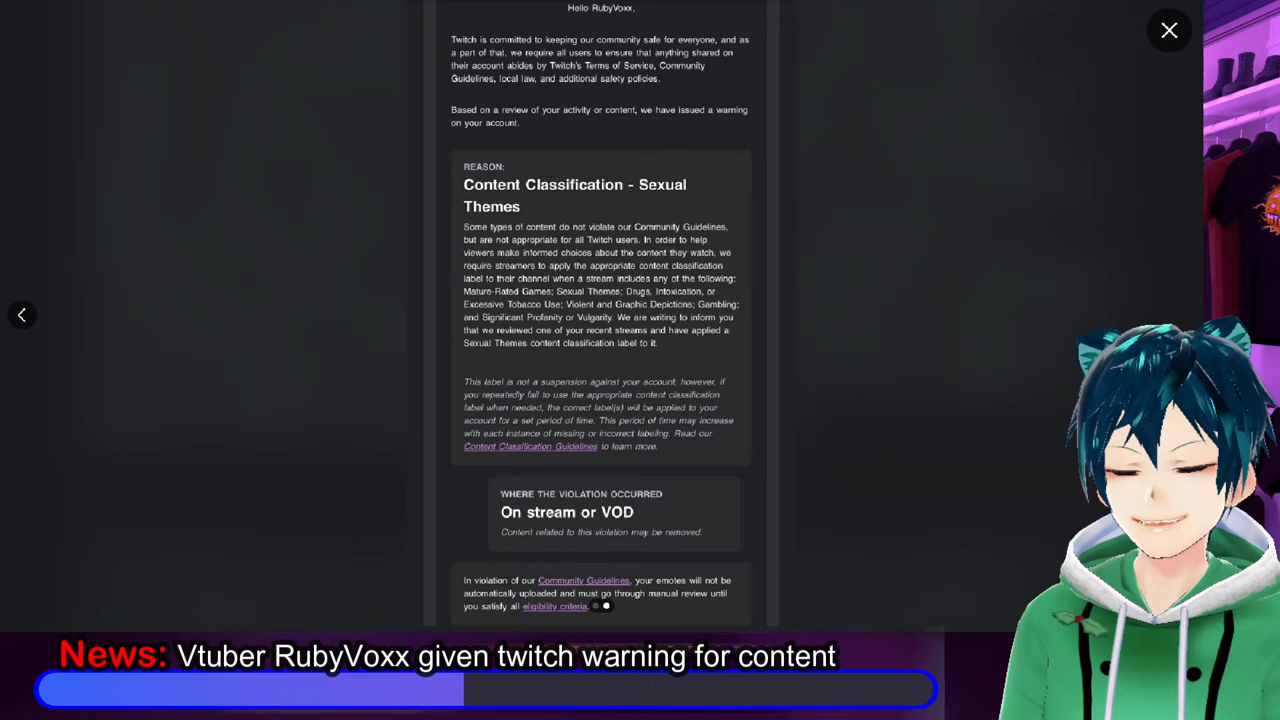 Hello RubyVoxx,
Twitch is committed to keeping our community safe for everyone, and as
a part of that, we require all users to ensure that anything shared on
their account abides by Twitch's Terms of Service, Community
Guidelines, local law, and additional safety policies.
Based on a review of your activity or content, we have issued a warning
on your account.
REASON:
Content Classification - Sexual
Themes
Some types of content do not violate our Community Guidelines,
but are not appropriate for all Twitch users. In order to help
viewers make informed choices about the content they watch, we
require streamers to apply the appropriate content classification
label to their channel when a stream includes any of the following:
Mature-Rated Games; Sexual Themes; Drugs, Intoxication, or
Excessive Tobacco Use; Violent and Graphic Depictions; Gambling;
and Significant Profanity or Vulgarity. We are writing to inform you
that we reviewed one of your recent streams and have applied a
Sexual Themes content classification label to it.
This label is not a suspension against your account, however, if
you repeatedly fail to use the appropriate content classification
label when needed, the correct label(s) will be applied to your
account for a set period of time. This period of time may increase
with each instance of missing or incorrect labeling. Read our
Content Classification Guidelines to learn more.
WHERE THE VIOLATION OCCURRED
On stream or VOD
Content related to this violation may be removed.
In violation of our Community Guidelines, your emotes will not be
automatically uploaded and must go through manual review until
you satisfy all eligibility criteria.
News: Vtuber RubyVoxx given twitch warning for content